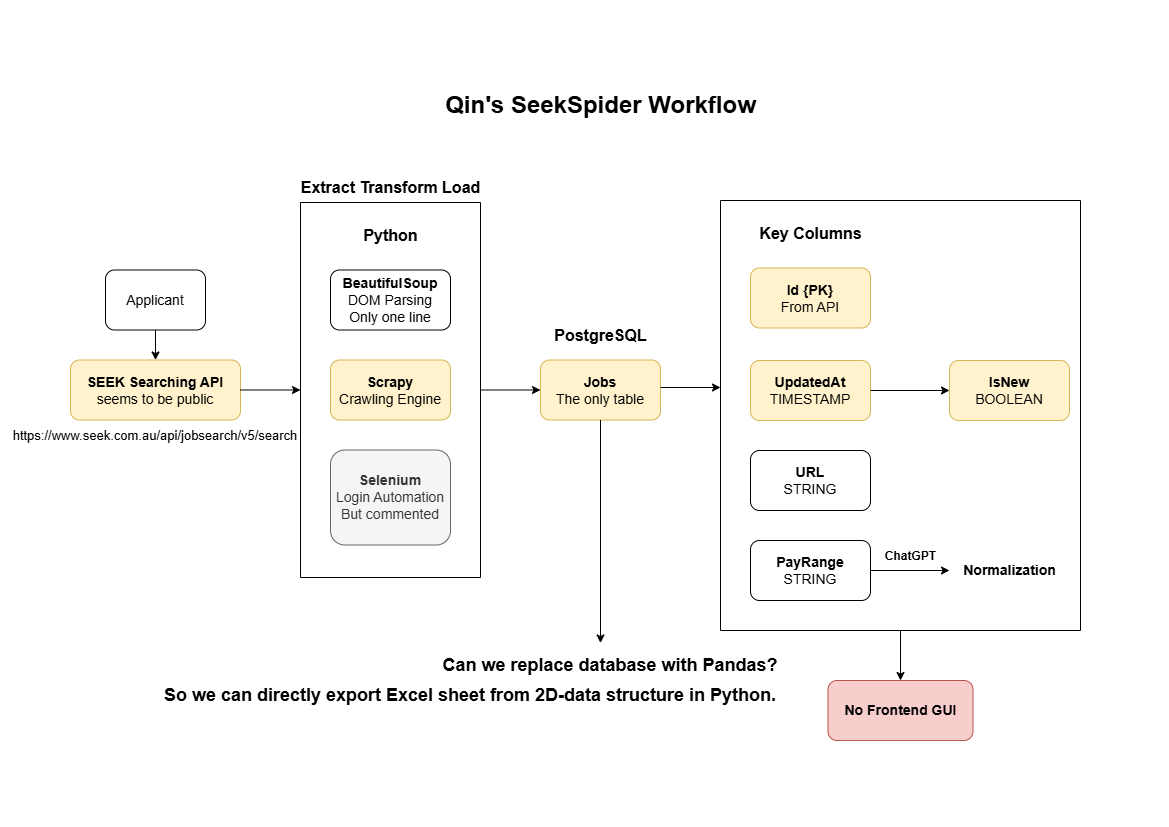 Qin's SeekSpider Workflow
Extract Transform Load
Python
BeautifulSoup
DOM Parsing
Only one line
Applicant
SEEK Searching API
seems to be public
https://www.seek.com.au/api/jobsearch/v5/search
Scrapy
Crawling Engine
Selenium
Login Automation
But commented
PostgreSQL
Jobs
The only table
Key Columns
Id {PK}
From API
UpdatedAt
TIMESTAMP
IsNew
BOOLEAN
URL
STRING
PayRange
STRING
ChatGPT
Normalization
Can we replace database with Pandas?
So we can directly export Excel sheet from 2D-data structure in Python.
No Frontend GUI